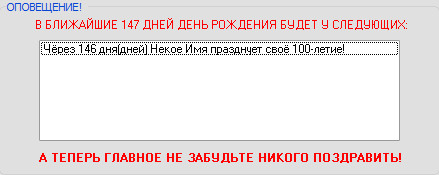 ОПОВЕЩЕНИЕ!
В БЛИЖАЙШИЕ 147 ДНЕЙ ДЕНЬ РОЖДЕНИЯ БУДЕТ У СЛЕДУЮЩИХ:
Через 146 дня(дней) Некое Имя празднует своё 100-летие!
А ТЕПЕРЬ ГЛАВНОЕ НЕ ЗАБУДЬТЕ НИКОГО ПОЗДРАВИТЬ!